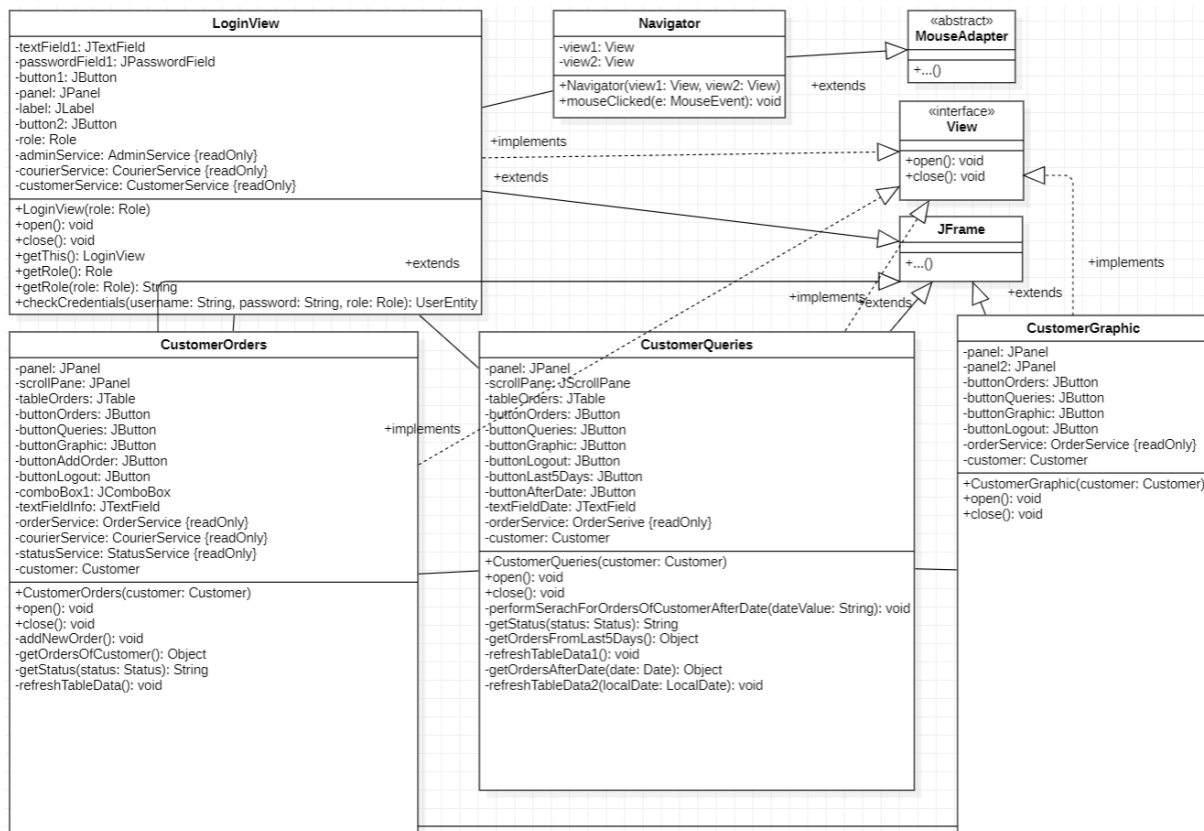 LoginView
-textField1: JTextField
-passwordField1: JPasswordField
-button1: JButton
-panel: JPanel
-label: JLabel
-button2: JButton
-role: Role
-adminService: AdminService {readOnly}
-courierService: CourierService {readOnly}
-customerService: CustomerService {readOnly}
+LoginView(role: Role)
+open(): void
+close(): void
+getThis(): LoginView
+getRole(): Role
+getRole(role: Role): String
+checkCredentials(username: String, password: String, role: Role): UserEntity
Navigator
-view1: View
-view2: View
+Navigator(view1: View, view2: View)
+mouseClicked(e: MouseEvent): void
«abstract»
MouseAdapter
+...()
+extends
«interface»
View
+open(): void
+close(): void
+implements
+extends
JFrame
+...()
+extends
+implements
+extends
+implements
+extends
+implements
CustomerOrders
-panel: JPanel
-scrollPane: JPanel
-tableOrders: JTable
-buttonOrders: JButton
-buttonQueries: JButton
-buttonGraphic: JButton
-buttonAddOrder: JButton
-buttonLogout: JButton
-comboBox1: JComboBox
-textFieldInfo: JTextField
-orderService: OrderService {readOnly}
-courierService: CourierService {readOnly}
-statusService: StatusService {readOnly}
-customer: Customer
+CustomerOrders(customer: Customer)
+open(): void
+close(): void
-addNewOrder(): void
-getOrdersOfCustomer(): Object
-getStatus(status: Status): String
-refreshTableData(): void
CustomerQueries
-panel: JPanel
-scrollPane: JScrollPane
-tableOrders: JTable
-buttonOrders: JButton
-buttonQueries: JButton
-buttonGraphic: JButton
-buttonLogout: JButton
-buttonLast5Days: JButton
-buttonAfterDate: JButton
-textFieldDate: JTextField
-orderService: OrderSerive {readOnly}
-customer: Customer
+CustomerQueries(customer: Customer)
+open(): void
+close(): void
-performSerachForOrdersOfCustomerAfterDate(dateValue: String): void
-getStatus(status: Status): String
-getOrdersFromLast5Days(): Object
-refreshTableData1(): void
-getOrdersAfterDate(date: Date): Object
-refreshTableData2(localDate: LocalDate): void
CustomerGraphic
-panel: JPanel
-panel2: JPanel
-buttonOrders: JButton
-buttonQueries: JButton
-buttonGraphic: JButton
-buttonLogout: JButton
-orderService: OrderService {readOnly}
-customer: Customer
+CustomerGraphic(customer: Customer)
+open(): void
+close(): void